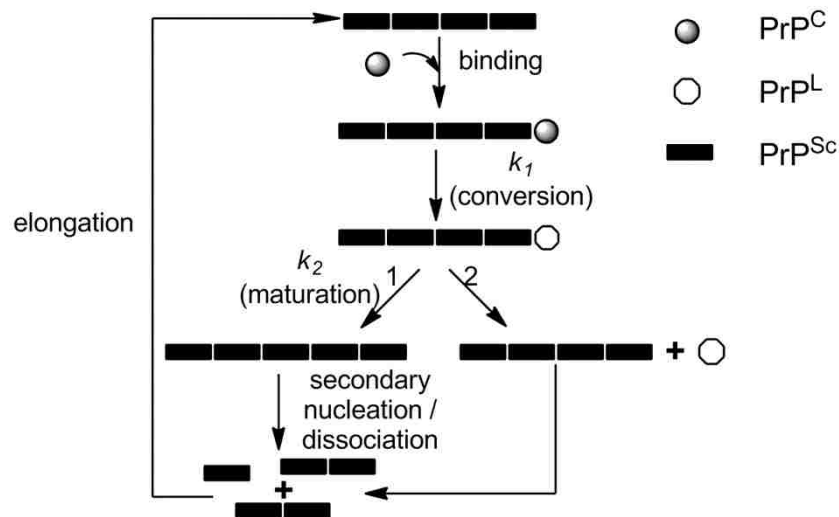 PrP^C
binding
PrP^L
k₁
PrP^Sc
(conversion)
elongation
k₂
1
2
(maturation)
+
secondary
nucleation /
dissociation
+